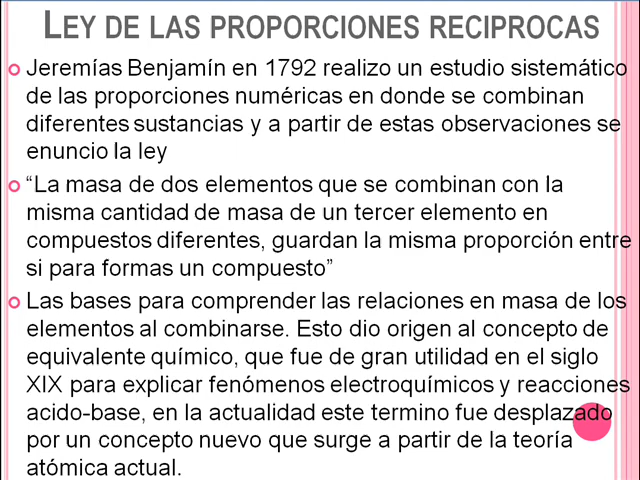 LEY DE LAS PROPORCIONES RECIPROCAS
Jeremías Benjamín en 1792 realizo un estudio sistemático
de las proporciones numéricas en donde se combinan
diferentes sustancias y a partir de estas observaciones se
enuncio la ley
“La masa de dos elementos que se combinan con la
misma cantidad de masa de un tercer elemento en
compuestos diferentes, guardan la misma proporción entre
si para formas un compuesto”
Las bases para comprender las relaciones en masa de los
elementos al combinarse. Esto dio origen al concepto de
equivalente químico, que fue de gran utilidad en el siglo
XIX para explicar fenómenos electroquímicos y reacciones
acido-base, en la actualidad este termino fue desplazado
por un concepto nuevo que surge a partir de la teoría
atómica actual.